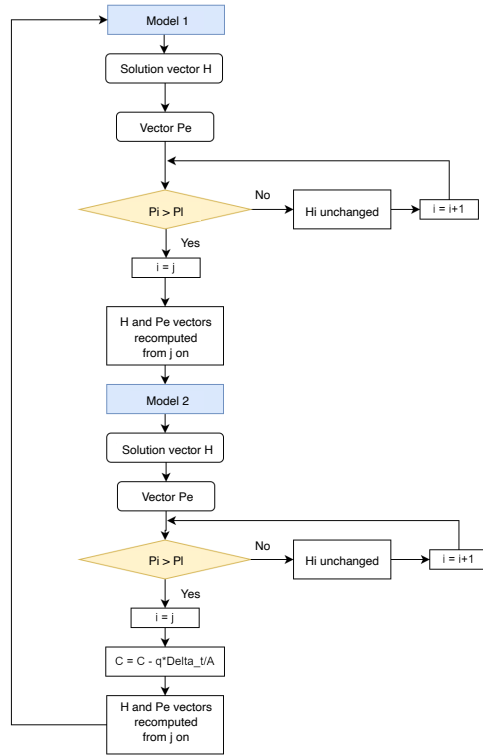 Model 1
Solution vector H
Vector Pe
Pi > Pl
No
Hi unchanged
i = i+1
Yes
i = j
H and Pe vectors
recomputed
from j on
Model 2
Solution vector H
Vector Pe
Pi > Pl
No
Hi unchanged
i = i+1
Yes
i = j
C = C - q*Delta_t/A
H and Pe vectors
recomputed
from j on